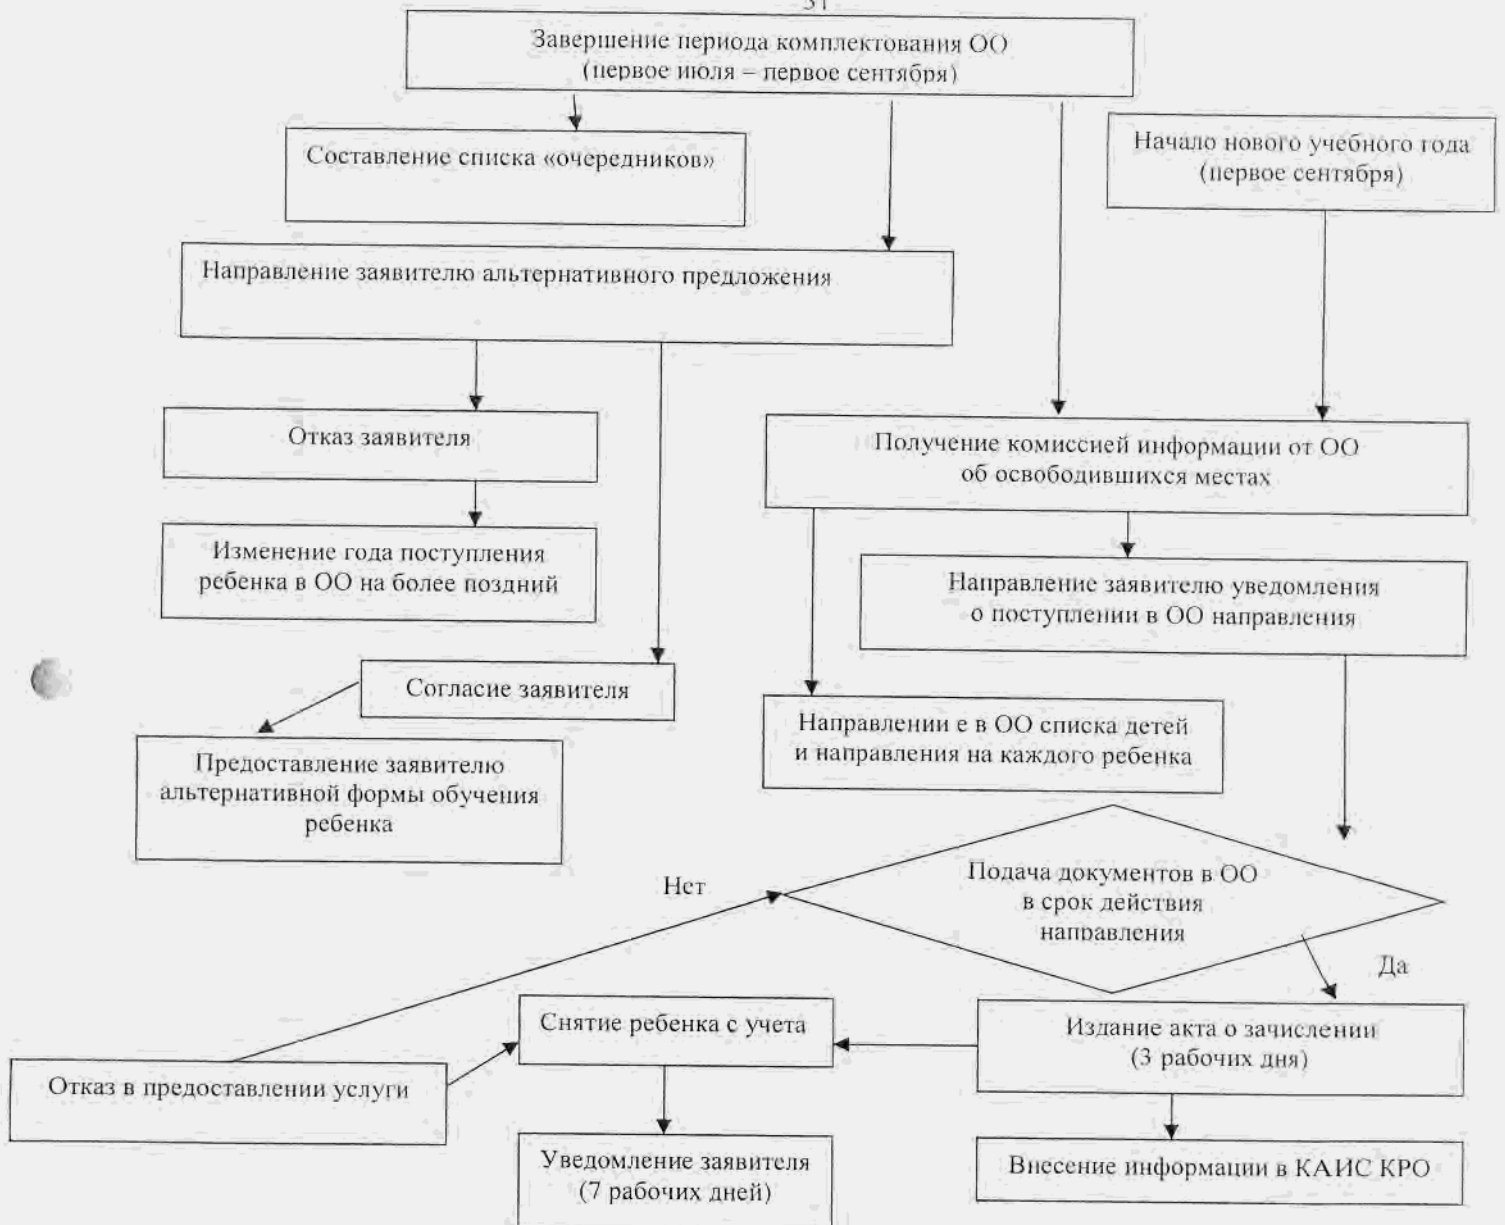 Завершение периода комплектования ОО
(первое июля – первое сентября)
Составление списка «очередников»
Начало нового учебного года
(первое сентября)
Направление заявителю альтернативного предложения
Отказ заявителя
Получение комиссией информации от ОО
об освободившихся местах
Изменение года поступления
ребенка в ОО на более поздний
Направление заявителю уведомления
о поступлении в ОО направления
Согласие заявителя
Направлении е в ОО списка детей
и направления на каждого ребенка
Предоставление заявителю
альтернативной формы обучения
ребенка
Нет
Подача документов в ОО
в срок действия
направления
Да
Снятие ребенка с учета
Издание акта о зачислении
(3 рабочих дня)
Отказ в предоставлении услуги
Уведомление заявителя
(7 рабочих дней)
Внесение информации в КАИС КРО